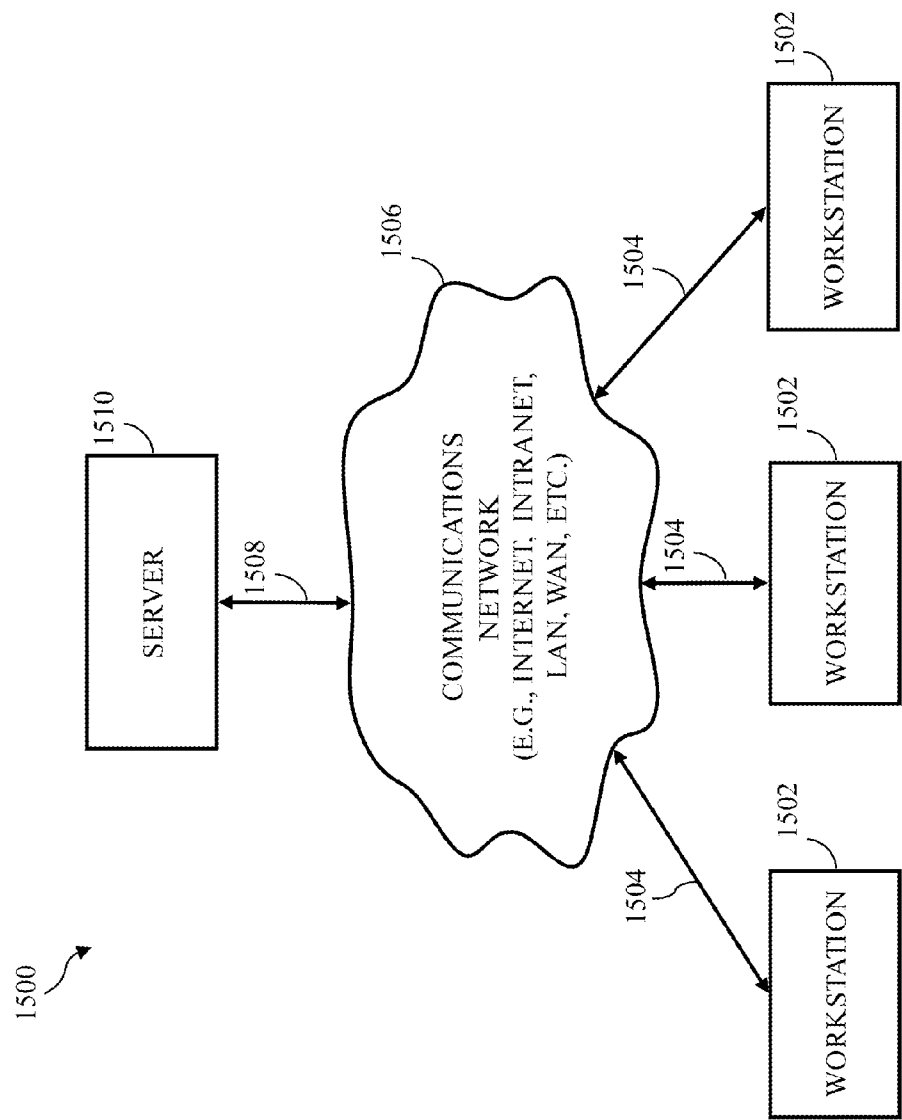 1500
1510
SERVER
1508
1506
COMMUNICATIONS
NETWORK
(E.G., INTERNET, INTRANET,
LAN, WAN, ETC.)
1504
1504
1504
1502
WORKSTATION
1502
WORKSTATION
1502
WORKSTATION